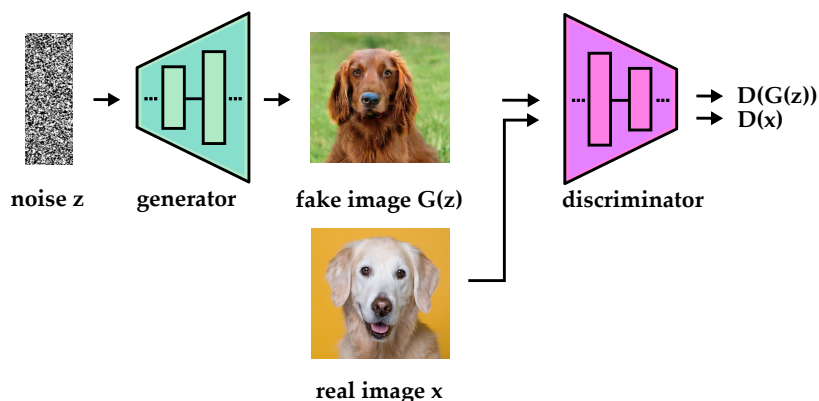 D(G(z))
D(x)
noise z
generator
fake image G(z)
discriminator
real image x